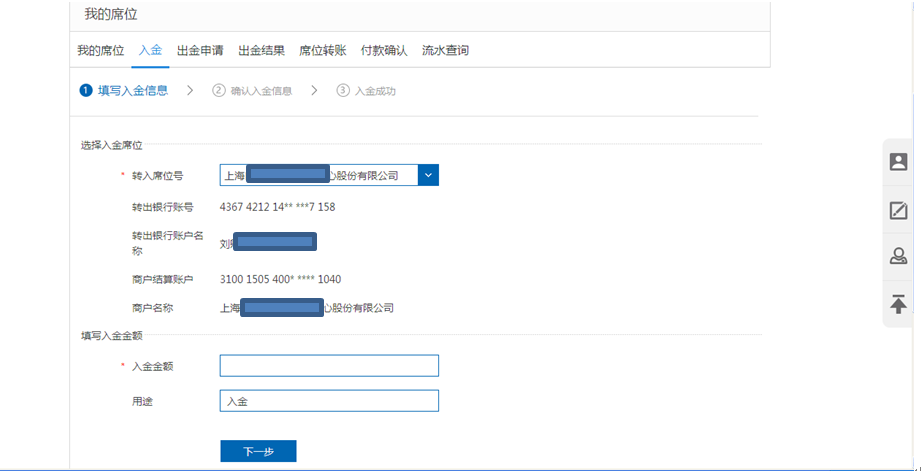 我的席位
我的席位 入金 出金申请 出金结果 席位转账 付款确认 流水查询
1 填写入金信息 > 2 确认入金信息 > 3 入金成功
选择入金席位
* 转入席位号 上海 心股份有限公司
转出银行账号 4367 4212 14** ***7 158
转出银行账户名称 刘
商户结算账户 3100 1505 400* **** 1040
商户名称 上海 心股份有限公司
填写入金金额
* 入金金额
用途 入金
下一步